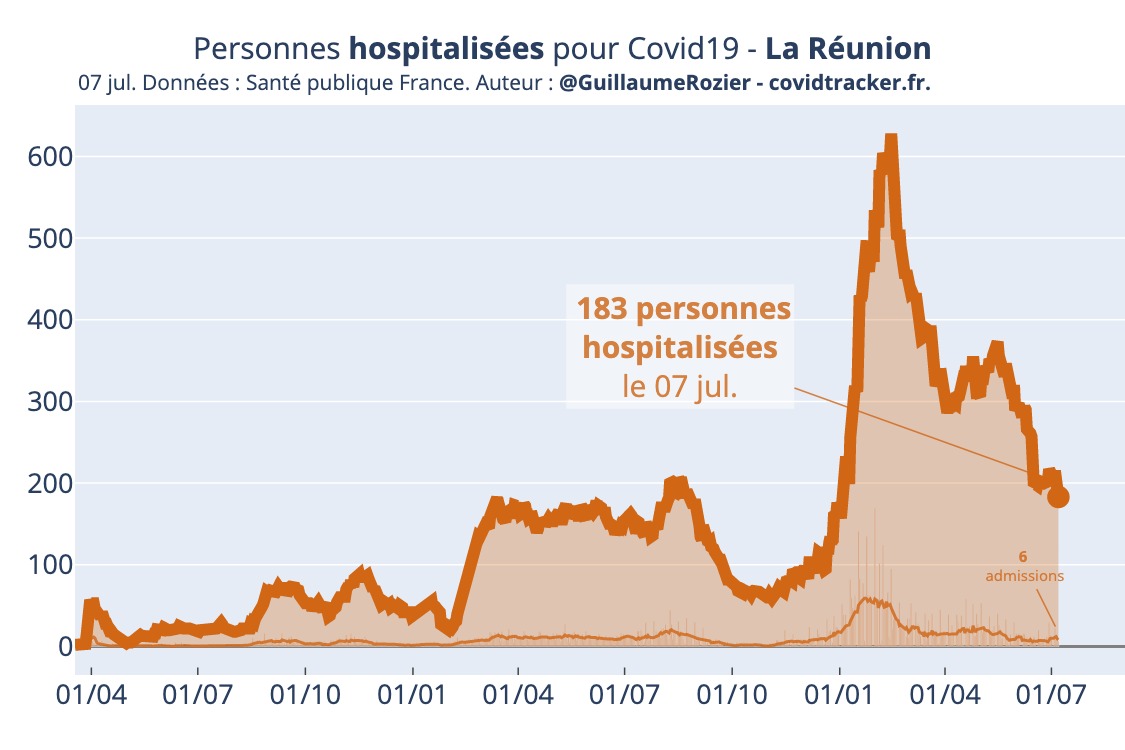 Personnes hospitalisées pour Covid19 - La Réunion
07 jul. Données : Santé publique France. Auteur : @GuillaumeRozier - covidtracker.fr.
600
500
400
300
200
100
0
183 personnes
hospitalisées
le 07 jul.
6
admissions
01/04 01/07 01/10 01/01 01/04 01/07 01/10 01/01 01/04 01/07